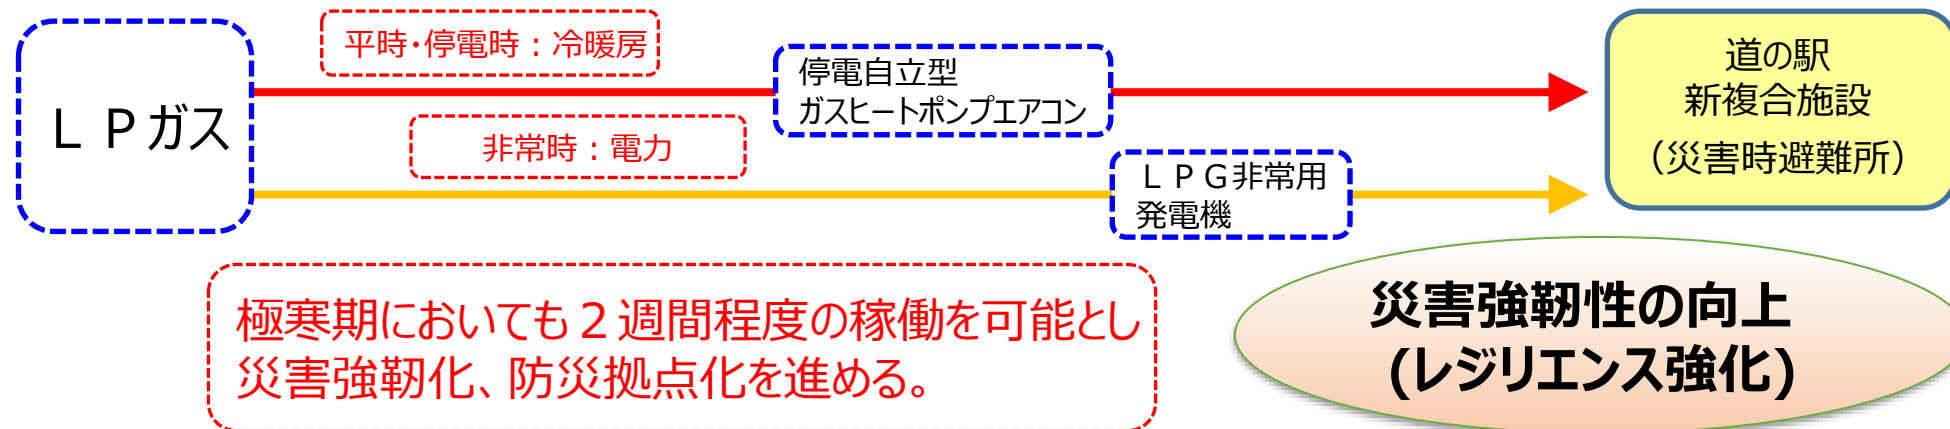 ＬＰガス
平時・停電時：冷暖房
停電自立型
ガスヒートポンプエアコン
非常時：電力
ＬＰＧ非常用
発電機
道の駅
新複合施設
（災害時避難所）
極寒期においても２週間程度の稼働を可能とし
災害強靭化、防災拠点化を進める。
災害強靭性の向上
(レジリエンス強化)